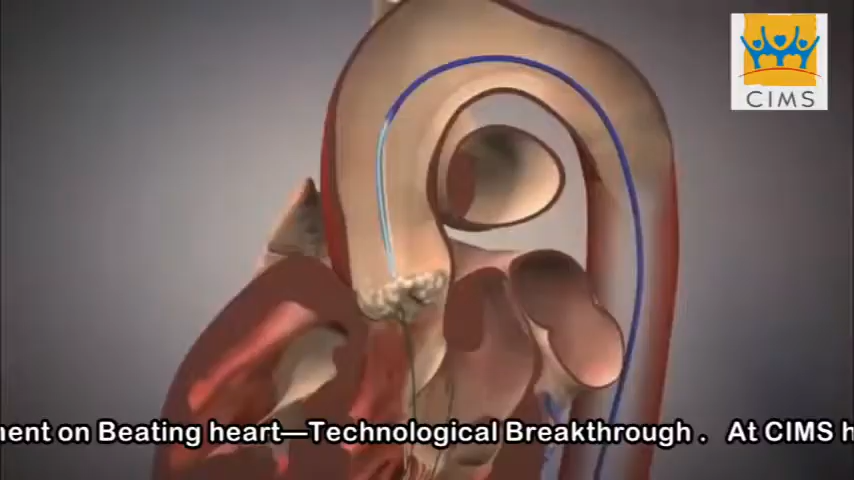 CIMS
ment on Beating heart—Technological Breakthrough . At CIMS h